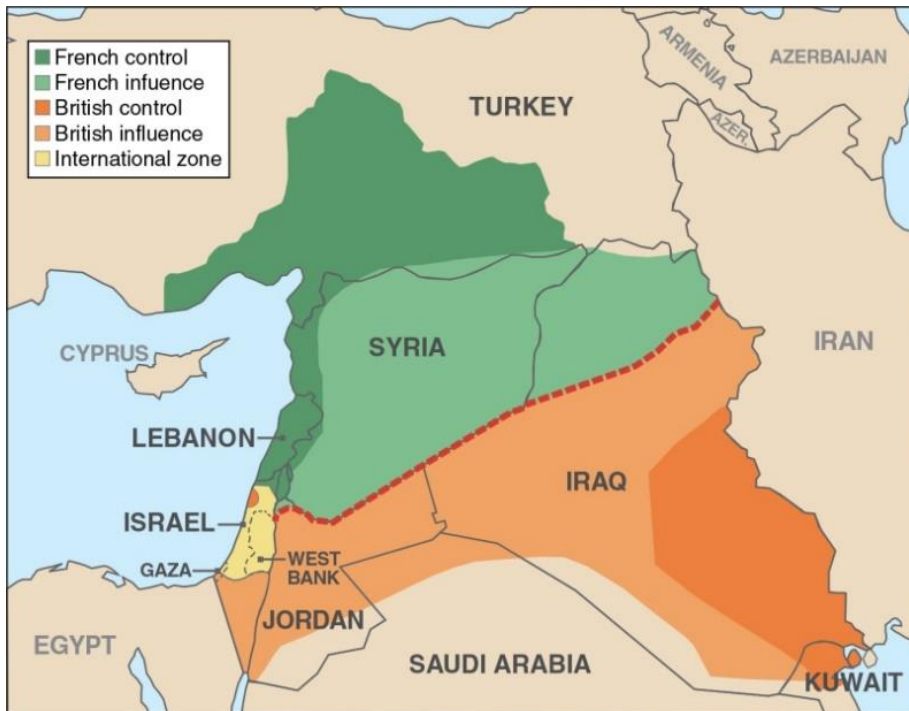 French control
French infuence
British control
British influence
International zone
TURKEY
ARMENIA
AZERBAIJAN
AZER.
CYPRUS
SYRIA
IRAN
LEBANON
IRAQ
ISRAEL
GAZA
WEST
BANK
JORDAN
EGYPT
SAUDI ARABIA
KUWAIT